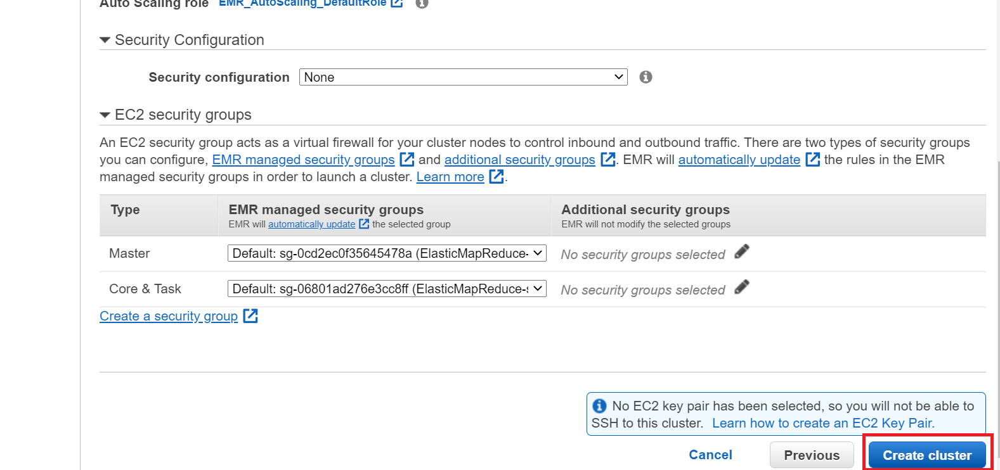 Auto Scaling role EMR_AutoScaling_DefaultRole
Security Configuration
Security configuration None
EC2 security groups
An EC2 security group acts as a virtual firewall for your cluster nodes to control inbound and outbound traffic. There are two types of security groups
you can configure, EMR managed security groups and additional security groups. EMR will automatically update the rules in the EMR
managed security groups in order to launch a cluster. Learn more.
Type EMR managed security groups Additional security groups
EMR will automatically update the selected group EMR will not modify the selected groups
Master Default: sg-0cd2ec0f35645478a (ElasticMapReduce- No security groups selected
Core & Task Default: sg-06801ad276e3cc8ff (ElasticMapReduce-s No security groups selected
Create a security group
No EC2 key pair has been selected, so you will not be able to
SSH to this cluster. Learn how to create an EC2 Key Pair.
Cancel Previous Create cluster